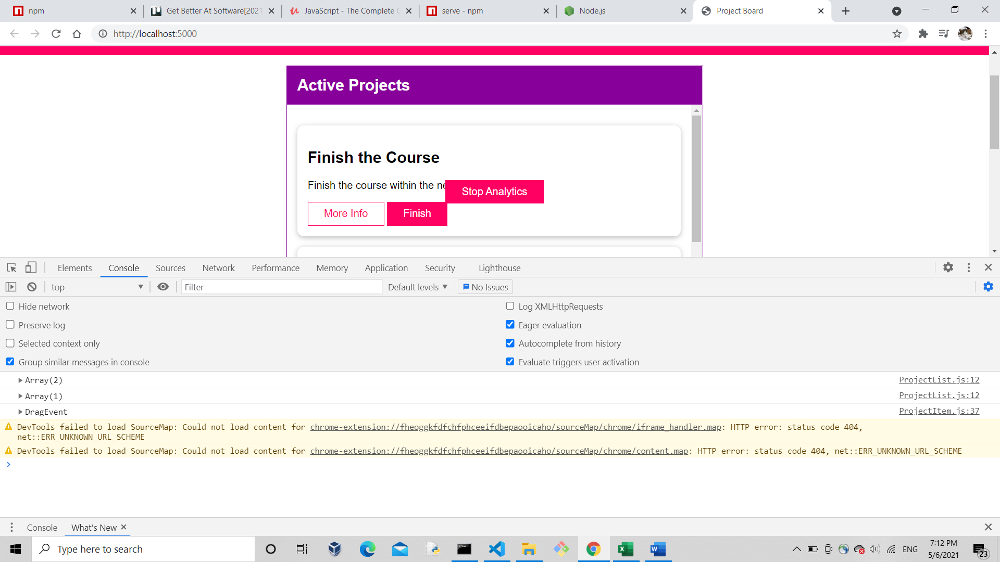 npm
Get Better At Software[2021
JavaScript - The Complete
serve - npm
Node.js
Project Board
http://localhost:5000
Active Projects
Finish the Course
Finish the course within the ne
Stop Analytics
More Info
Finish
Elements
Console
Sources
Network
Performance
Memory
Application
Security
Lighthouse
top
Filter
Default levels
No Issues
Hide network
Log XMLHttpRequests
Preserve log
Eager evaluation
Selected context only
Autocomplete from history
Group similar messages in console
Evaluate triggers user activation
Array(2)
ProjectList.js:12
Array(1)
ProjectList.js:12
DragEvent
ProjectItem.js:37
DevTools failed to load SourceMap: Could not load content for chrome-extension://fheoggkfdfchfphceeifdbepaooicaho/sourceMap/chrome/iframe_handler.map: HTTP error: status code 404,
net::ERR_UNKNOWN_URL_SCHEME
DevTools failed to load SourceMap: Could not load content for chrome-extension://fheoggkfdfchfphceeifdbepaooicaho/sourceMap/chrome/content.map: HTTP error: status code 404, net::ERR_UNKNOWN_URL_SCHEME
Console
What's New
Type here to search
ENG
7:12 PM
5/6/2021
23